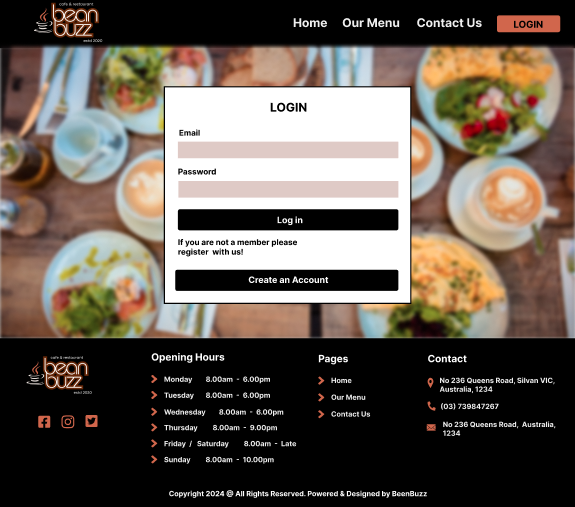 cafe & restaurant
bean
buzz
estd 2020
Home Our Menu Contact Us LOGIN
LOGIN
Email
Password
Log in
If you are not a member please
register with us!
Create an Account
cafe & restaurant
bean
buzz
estd 2020
Opening Hours
Monday 8.00am - 6.00pm
Tuesday 8.00am - 6.00pm
Wednesday 8.00am - 6.00pm
Thursday 8.00am - 9.00pm
Friday / Saturday 8.00am - Late
Sunday 8.00am - 10.00pm
Pages
Home
Our Menu
Contact Us
Contact
No 236 Queens Road, Silvan VIC,
Australia, 1234
(03) 739847267
No 236 Queens Road, Australia,
1234
Copyright 2024 @ All Rights Reserved. Powered & Designed by BeenBuzz